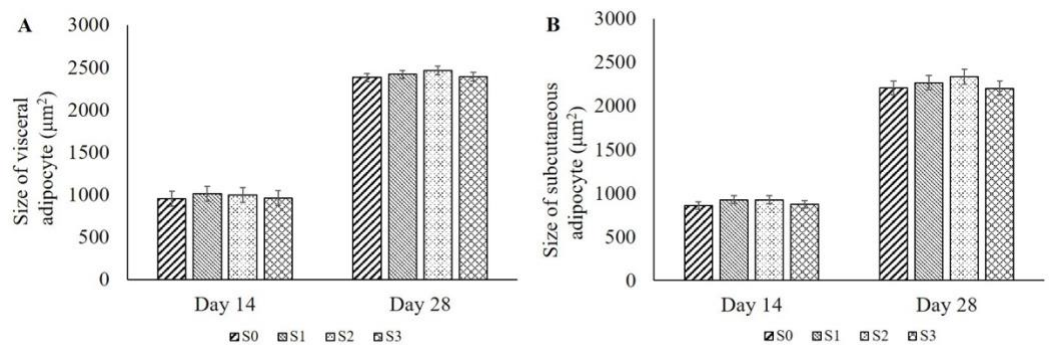 A
Size of visceral
adipocyte (μm²)
3000
2500
2000
1500
1000
500
0
Day 14
Day 28
S0 S1 S2 S3
B
Size of subcutaneous
adipocyte (μm²)
3000
2500
2000
1500
1000
500
0
Day 14
Day 28
S0 S1 S2 S3